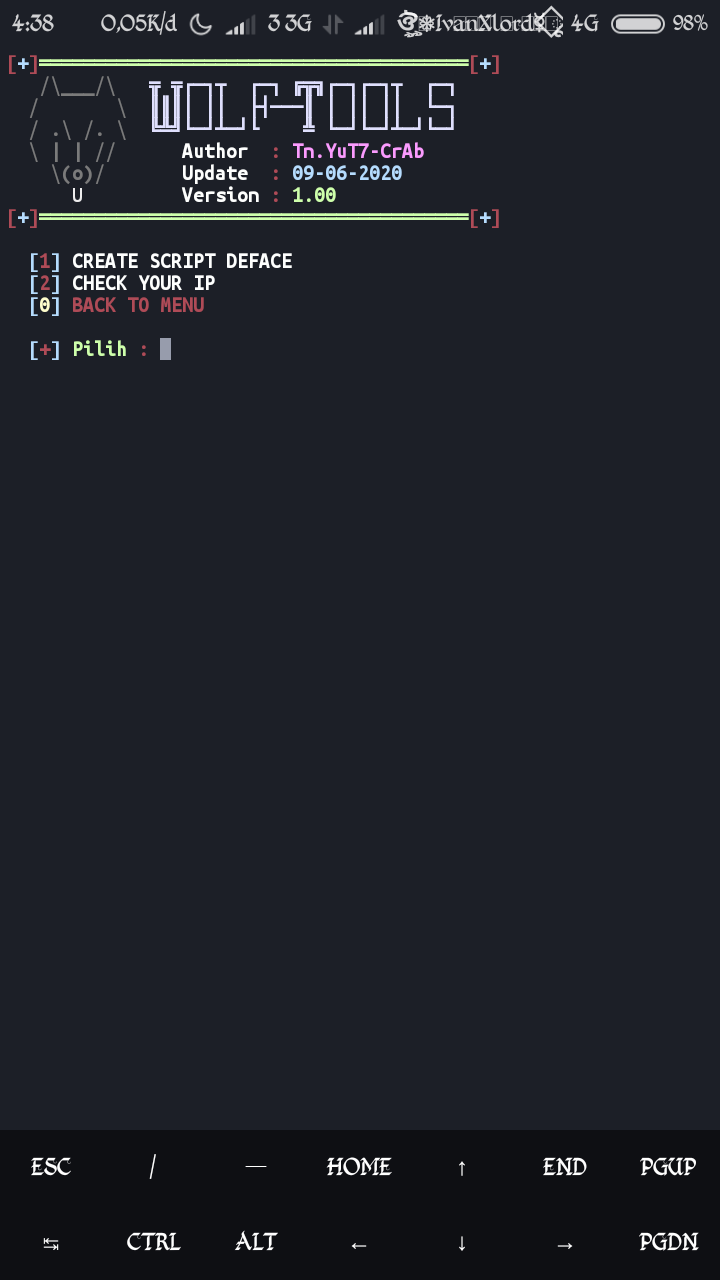 4:38 0,05K/d 3 3G IvanXlord 4G 98%
[+]═══════════════════════════════════════[+]
WOLF-TOOLS
Author : Tn.YuT7-CrAb
Update : 09-06-2020
Version : 1.00
[+]═══════════════════════════════════════[+]
[1] CREATE SCRIPT DEFACE
[2] CHECK YOUR IP
[0] BACK TO MENU
[+] Pilih :
ESC / — HOME ↑ END PGUP
↹ CTRL ALT ← ↓ → PGDN